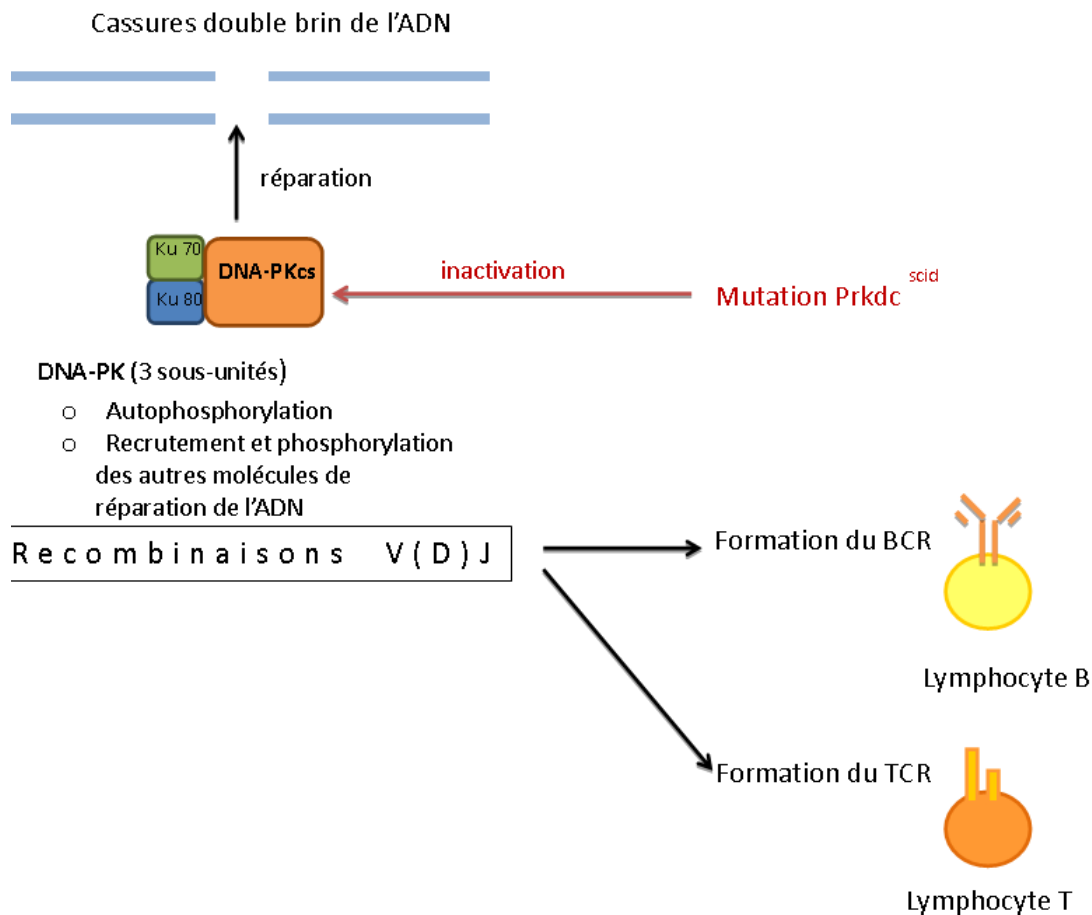 Cassures double brin de l'ADN
réparation
Ku 70
Ku 80
DNA-PKcs
inactivation
Mutation Prkdc scid
DNA-PK (3 sous-unités)
o Autophosphorylation
o Recrutement et phosphorylation
des autres molécules de
réparation de l'ADN
Recombinaisons V(D)J
Formation du BCR
Lymphocyte B
Formation du TCR
Lymphocyte T